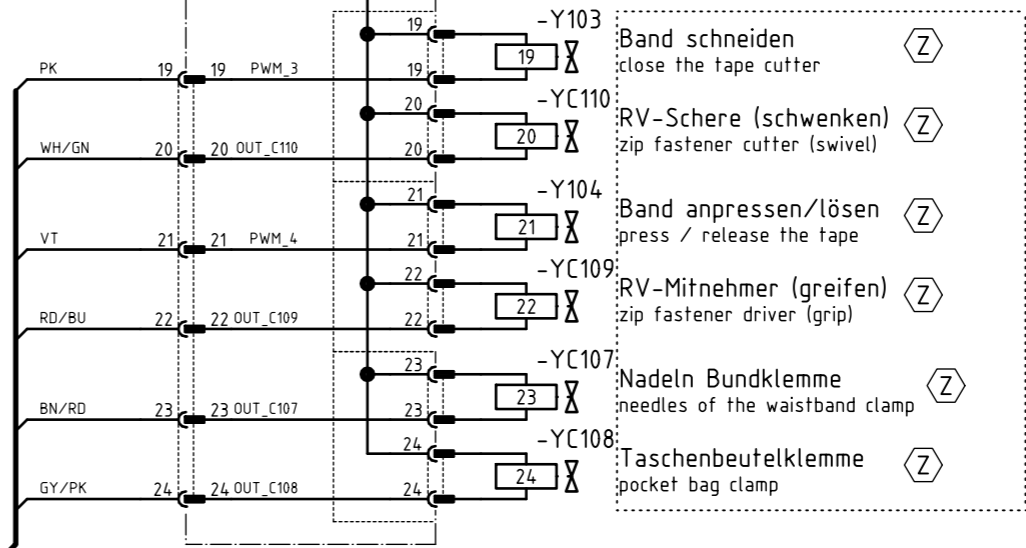 19 -Y103
Band schneiden Z
PK 19 19 PWM_3 19 19 close the tape cutter
20 -YC110
RV-Schere (schwenken) Z
WH/GN 20 20 OUT_C110 20 20 zip fastener cutter (swivel)
21 -Y104
Band anpressen/lösen Z
VT 21 21 PWM_4 21 21 press / release the tape
22 -YC109
RV-Mitnehmer (greifen) Z
RD/BU 22 22 OUT_C109 22 22 zip fastener driver (grip)
23 -YC107
Nadeln Bundklemme Z
BN/RD 23 23 OUT_C107 23 23 needles of the waistband clamp
24 -YC108
Taschenbeutelklemme Z
GY/PK 24 24 OUT_C108 24 24 pocket bag clamp